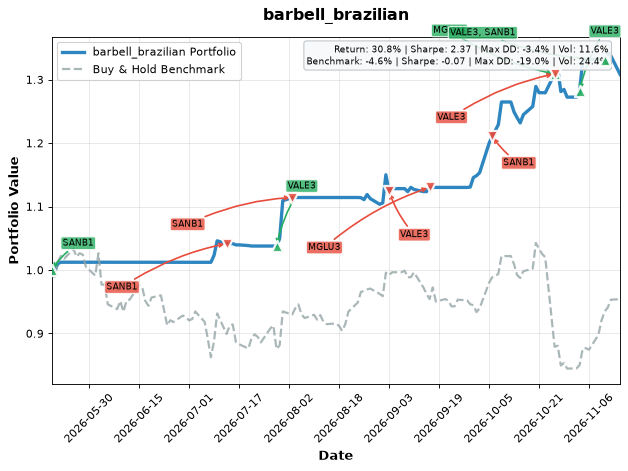 barbell_brazilian
VALE3, SANB1
VALE3
barbell_brazilian Portfolio
Buy & Hold Benchmark
Return: 30.8% | Sharpe: 2.37 | Max DD: -3.4% | Vol: 11.6%
Benchmark: -4.6% | Sharpe: -0.07 | Max DD: -19.0% | Vol: 24.4%
VALE3
SANB1
VALE3
SANB1
SANB1
VALE3
MGLU3
SANB1
Portfolio Value
1.3
1.2
1.1
1.0
0.9
2026-05-30
2026-06-15
2026-07-01
2026-07-17
2026-08-02
2026-08-18
2026-09-03
2026-09-19
2026-10-05
2026-10-21
2026-11-06
Date